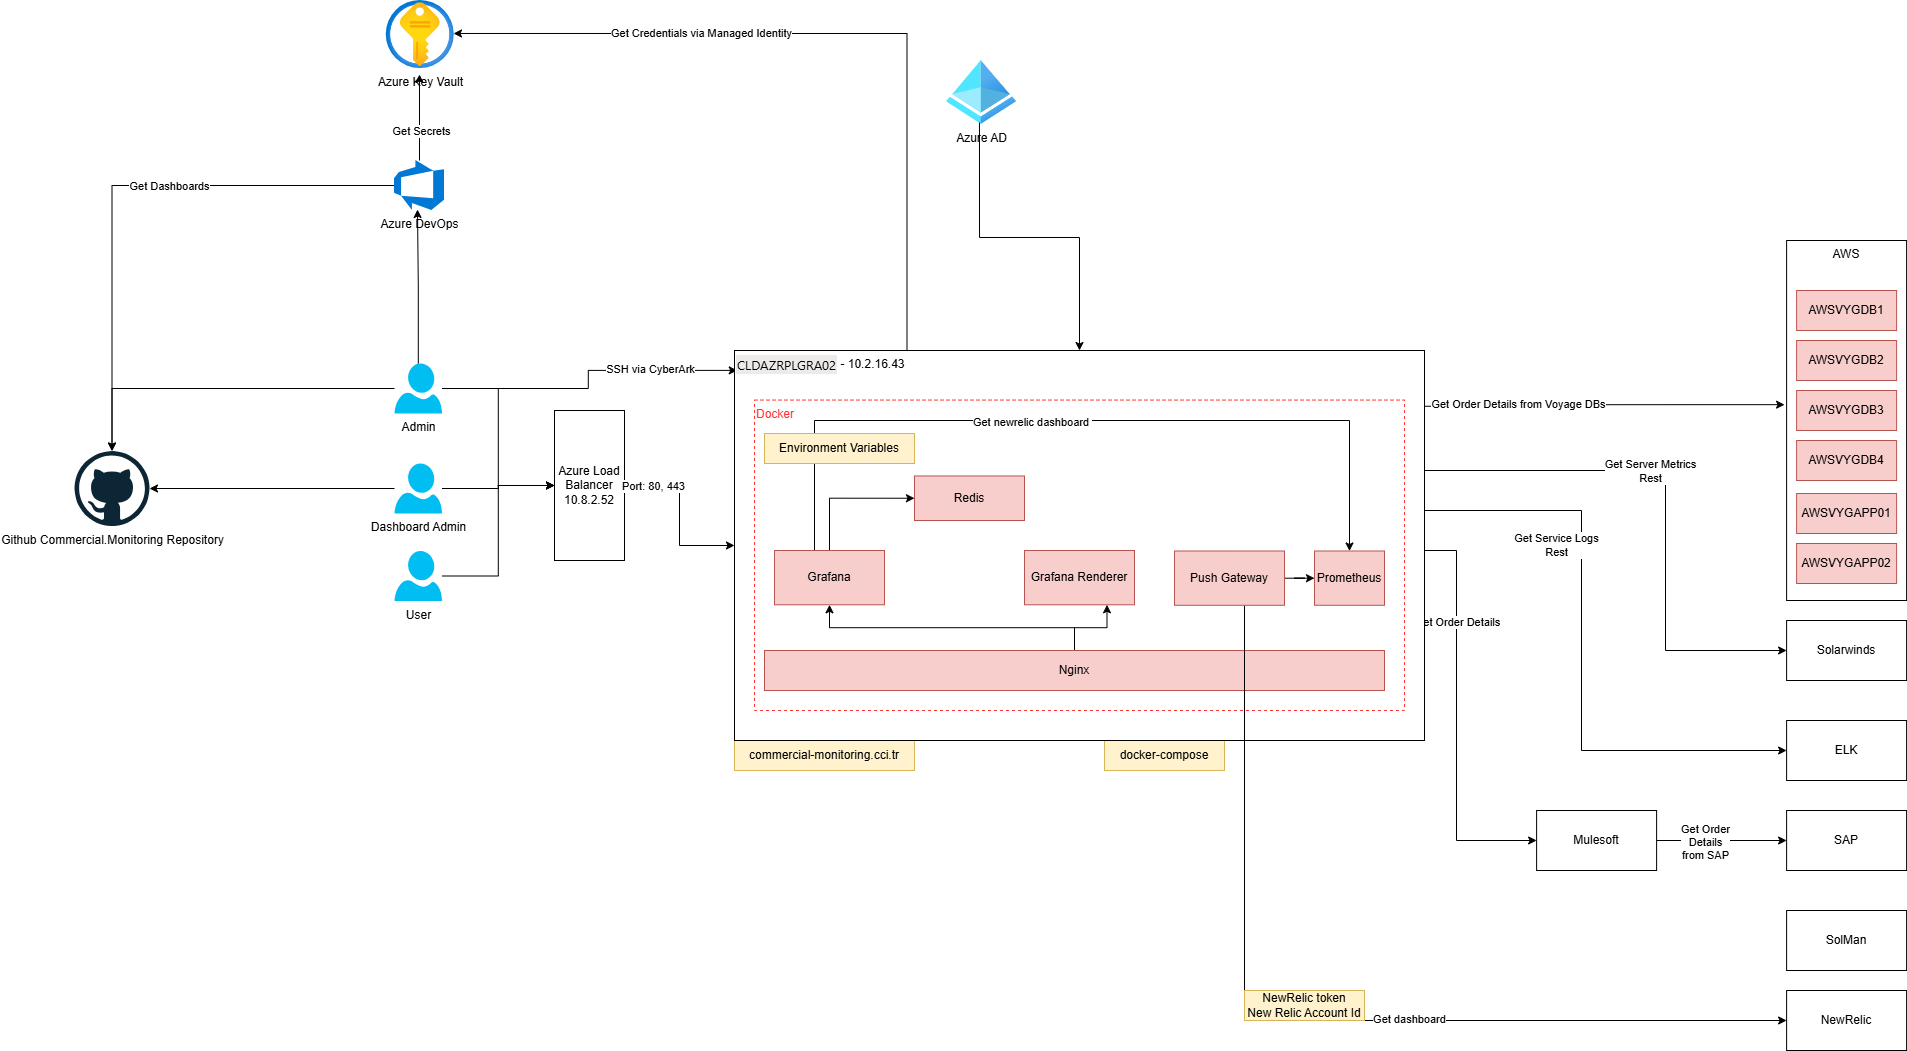 Get Credentials via Managed Identity
Azure Key Vault
Azure AD
Get Secrets
Get Dashboards
Azure DevOps
AWS
AWSVYGDB1
AWSVYGDB2
AWSVYGDB3
AWSVYGDB4
AWSVYGAPP01
AWSVYGAPP02
SSH via CyberArk
CLDAZRPLGRA02 - 10.2.16.43
Get Order Details from Voyage DBs
Docker
Get newrelic dashboard
Admin
Environment Variables
Azure Load
Balancer
10.8.2.52
Port: 80, 443
Get Server Metrics
Rest
Redis
Dashboard Admin
Github Commercial.Monitoring Repository
Get Service Logs
Rest
Grafana
Grafana Renderer
Push Gateway
Prometheus
User
et Order Details
Solarwinds
Nginx
commercial-monitoring.cci.tr
docker-compose
ELK
Mulesoft
Get Order
Details
from SAP
SAP
SolMan
NewRelic token
New Relic Account Id
Get dashboard
NewRelic